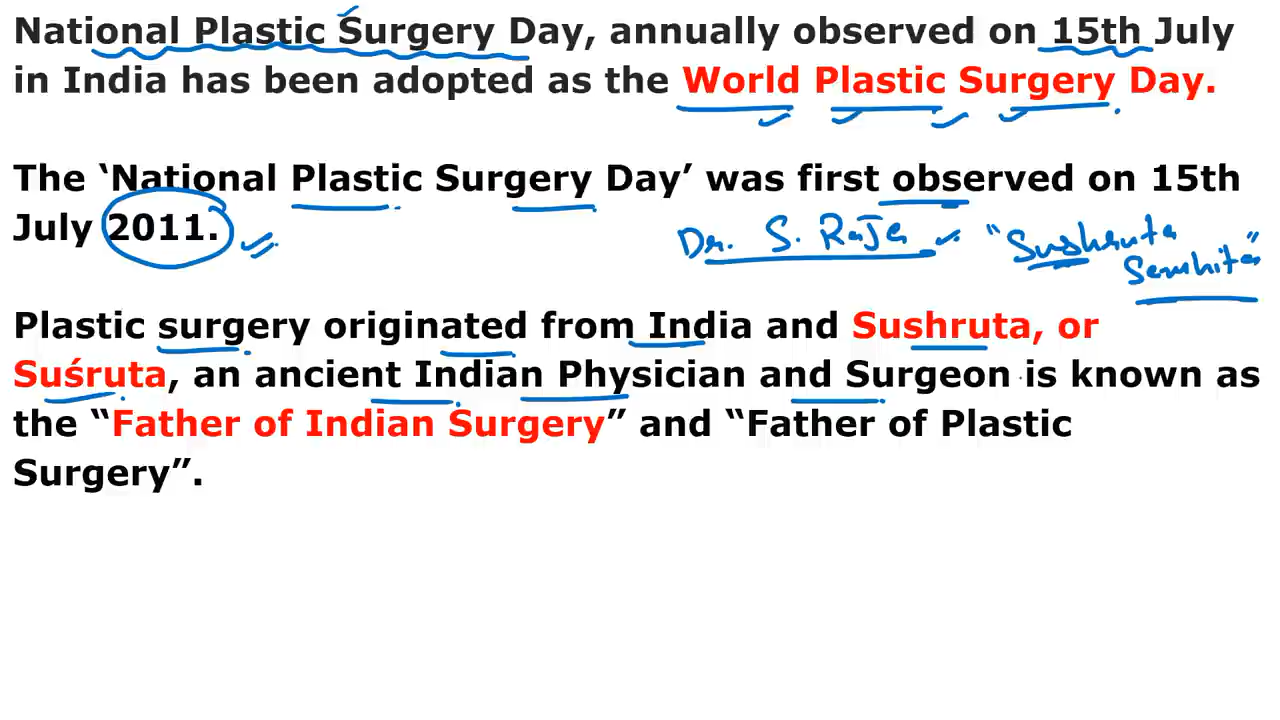 National Plastic Surgery Day, annually observed on 15th July
in India has been adopted as the World Plastic Surgery Day.
The ‘National Plastic Surgery Day’ was first observed on 15th
July 2011.
Dr. S. Raja
"Sushruta
Samhita"
Plastic surgery originated from India and Sushruta, or
Suśruta, an ancient Indian Physician and Surgeon is known as
the “Father of Indian Surgery” and “Father of Plastic
Surgery”.